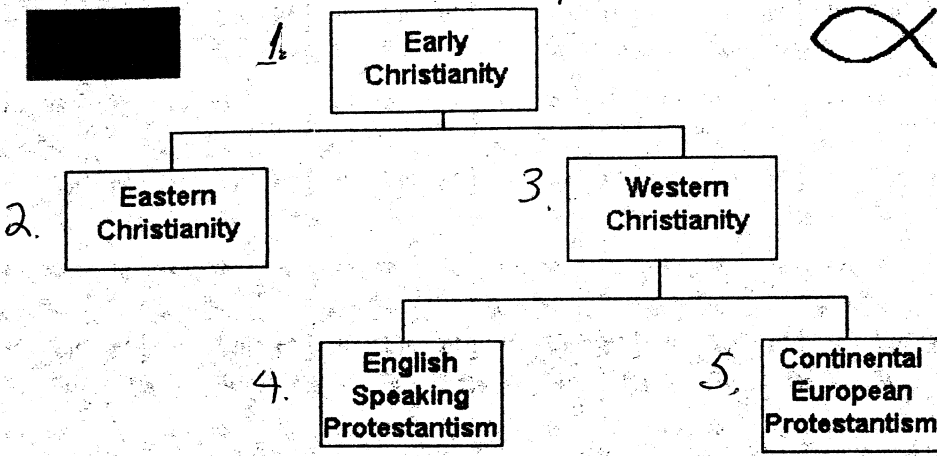 1.
Early
Christianity
2.
Eastern
Christianity
3.
Western
Christianity
4.
English
Speaking
Protestantism
5.
Continental
European
Protestantism